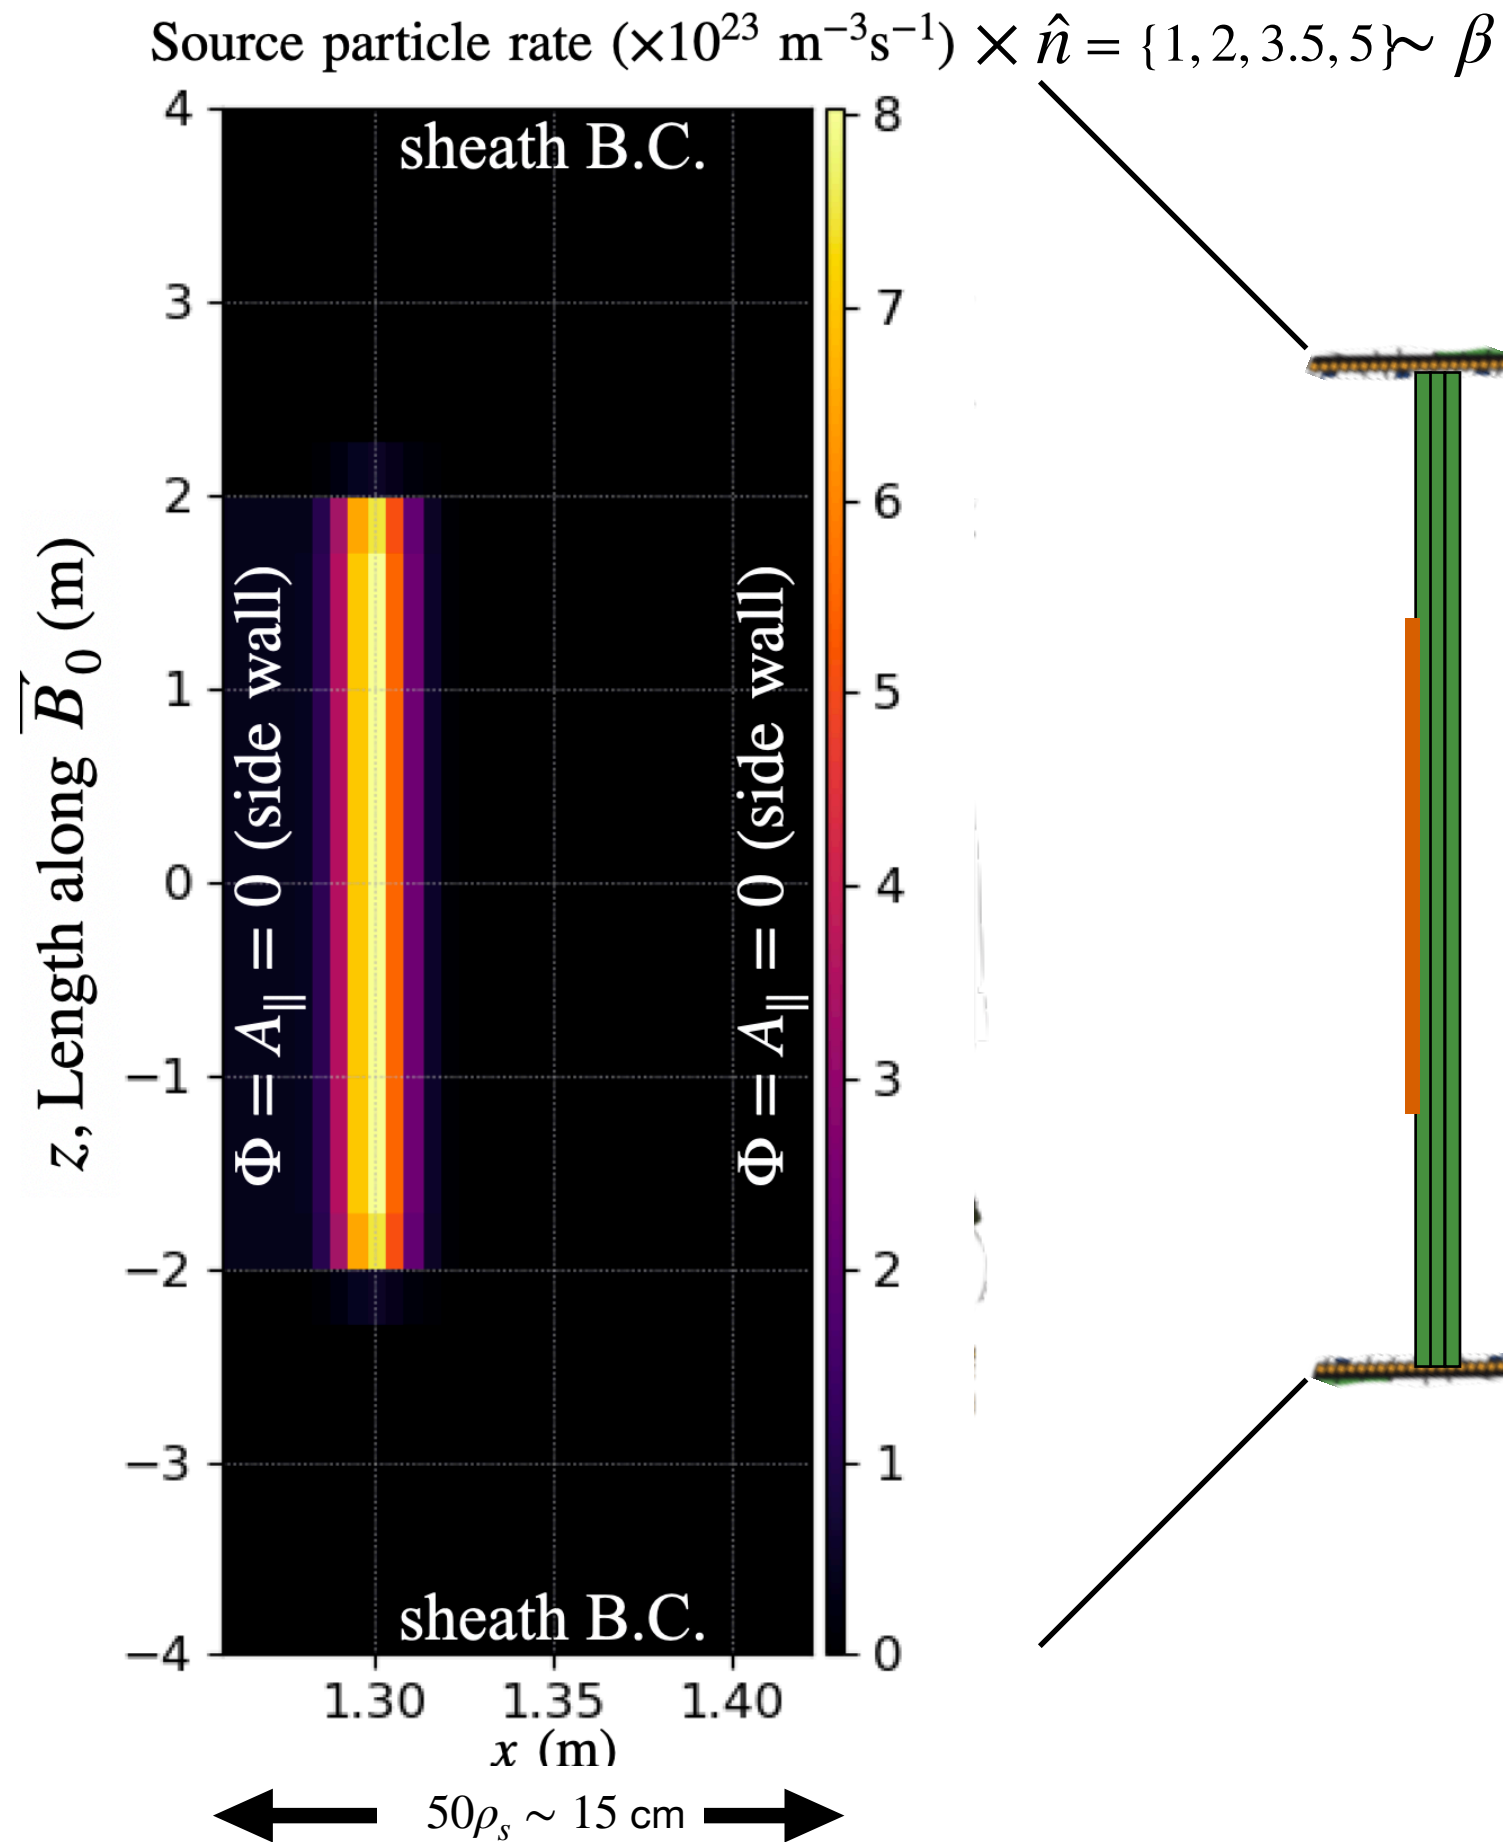 Source particle rate (×10²³ m⁻³s⁻¹) × n̂ = {1, 2, 3.5, 5} ~ β
4
3
2
1
0
−1
−2
−3
−4
z, Length along B⃗₀ (m)
sheath B.C.
Φ = A∥ = 0 (side wall)
Φ = A∥ = 0 (side wall)
sheath B.C.
8
7
6
5
4
3
2
1
0
1.30 1.35 1.40
x (m)
50ρₛ ~ 15 cm